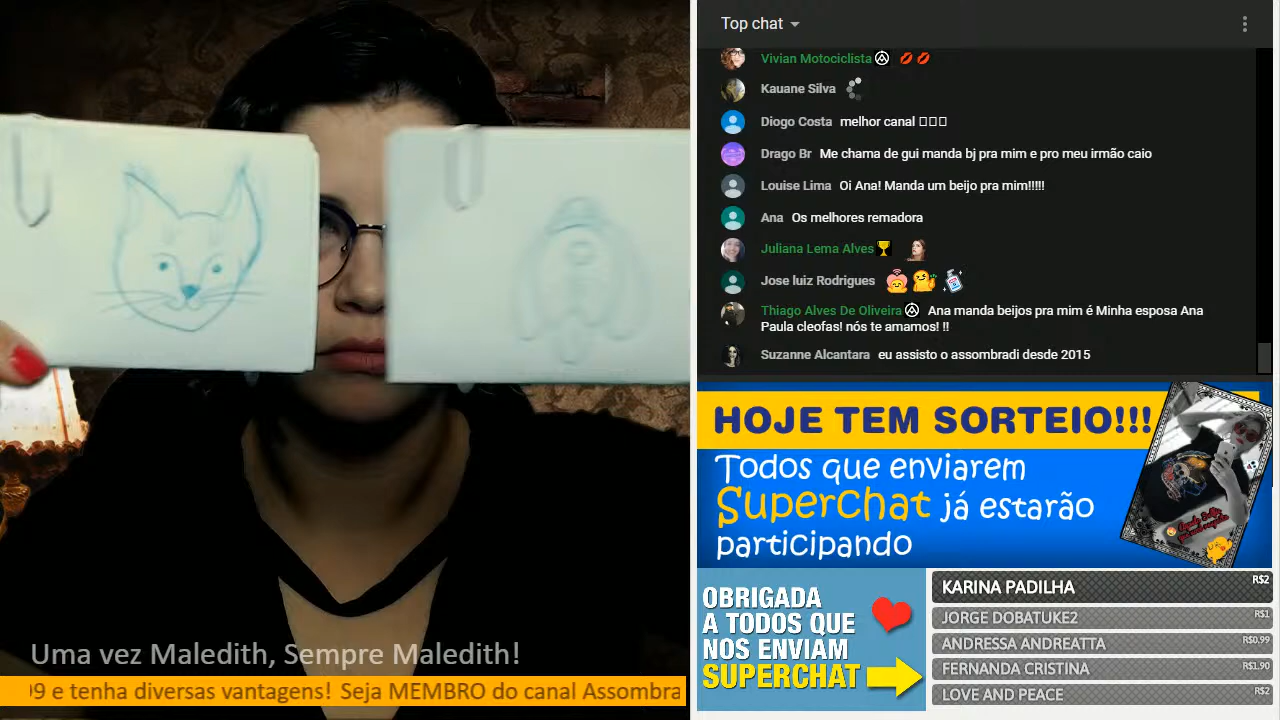 Top chat
Vivian Motociclista
Kauane Silva
Diogo Costa melhor canal
Drago Br Me chama de gui manda bj pra mim e pro meu irmão caio
Louise Lima Oi Ana! Manda um beijo pra mim!!!!!
Ana Os melhores remadora
Juliana Lema Alves
Jose luiz Rodrigues
Thiago Alves De Oliveira Ana manda beijos pra mim é Minha esposa Ana
Paula cleofas! nós te amamos! !!
Suzanne Alcantara eu assisto o assombradi desde 2015
HOJE TEM SORTEIO!!!
Todos que enviarem
Superchat já estarão
participando
OBRIGADA
A TODOS QUE
NOS ENVIAM
SUPERCHAT
KARINA PADILHA R$2
JORGE DOBATUKE2 R$1
ANDRESSA ANDREATTA R$0,99
FERNANDA CRISTINA R$1,90
LOVE AND PEACE R$2
Uma vez Maledith, Sempre Maledith!
99 e tenha diversas vantagens! Seja MEMBRO do canal Assombra